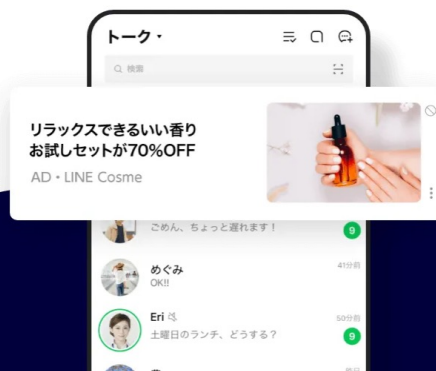 トーク
検索
リラックスできるいい香り
お試しセットが70%OFF
AD・LINE Cosme
ごめん、ちょっと遅れます！
9
めぐみ
41分前
OK!!
Eri
50分前
土曜日のランチ、どうする？
9